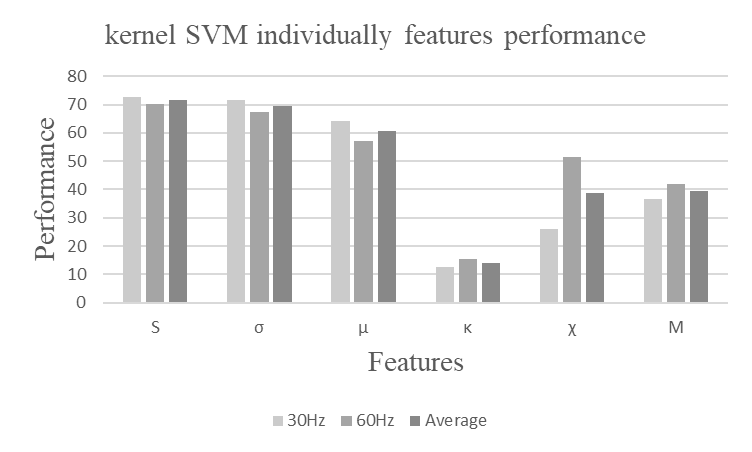 kernel SVM individually features performance
80
70
60
50
40
30
20
10
0
Performance
S σ μ κ χ M
Features
30Hz 60Hz Average